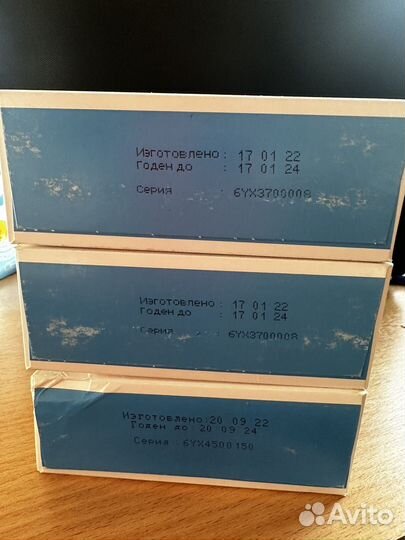 Изготовлено: 17 01 22
Годен до : 17 01 24
Серия : 6YX3700008
Изготовлено: 17 01 22
Годен до : 17 01 24
Серия : 6YX3700008
Изготовлено:20 09 22
Годен до: 20 09 24
Серия : 6YX4500150
Avito